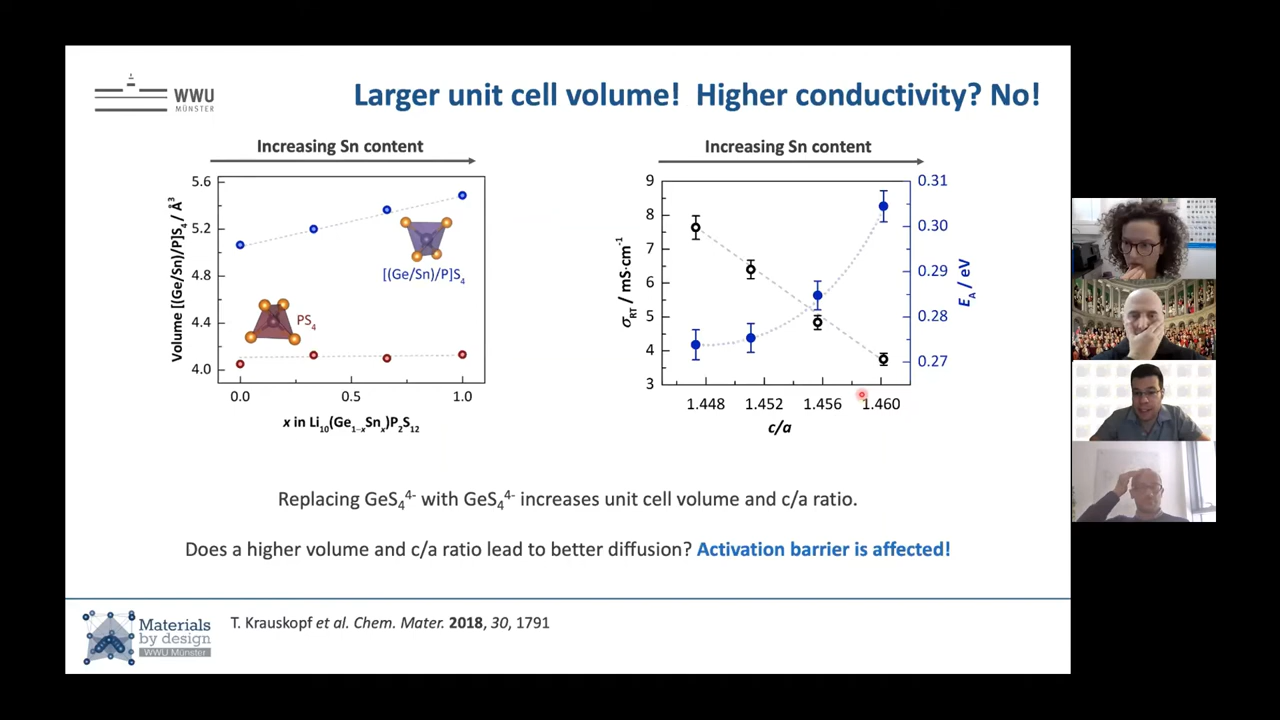 WWU
MÜNSTER
Larger unit cell volume! Higher conductivity? No!
Increasing Sn content
5.6
5.2
4.8
4.4
4.0
Volume [(Ge/Sn)/P]S₄ / Å³
[(Ge/Sn)/P]S₄
PS₄
0.0 0.5 1.0
x in Li₁₀(Ge₁₋ₓSnₓ)P₂S₁₂
Increasing Sn content
9
8
7
6
5
4
3
σRT / mS·cm⁻¹
0.31
0.30
0.29
0.28
0.27
EA / eV
1.448 1.452 1.456 1.460
c/a
Replacing GeS₄⁴⁻ with GeS₄⁴⁻ increases unit cell volume and c/a ratio.
Does a higher volume and c/a ratio lead to better diffusion? Activation barrier is affected!
Materials
by design
WWU Münster
T. Krauskopf et al. Chem. Mater. 2018, 30, 1791